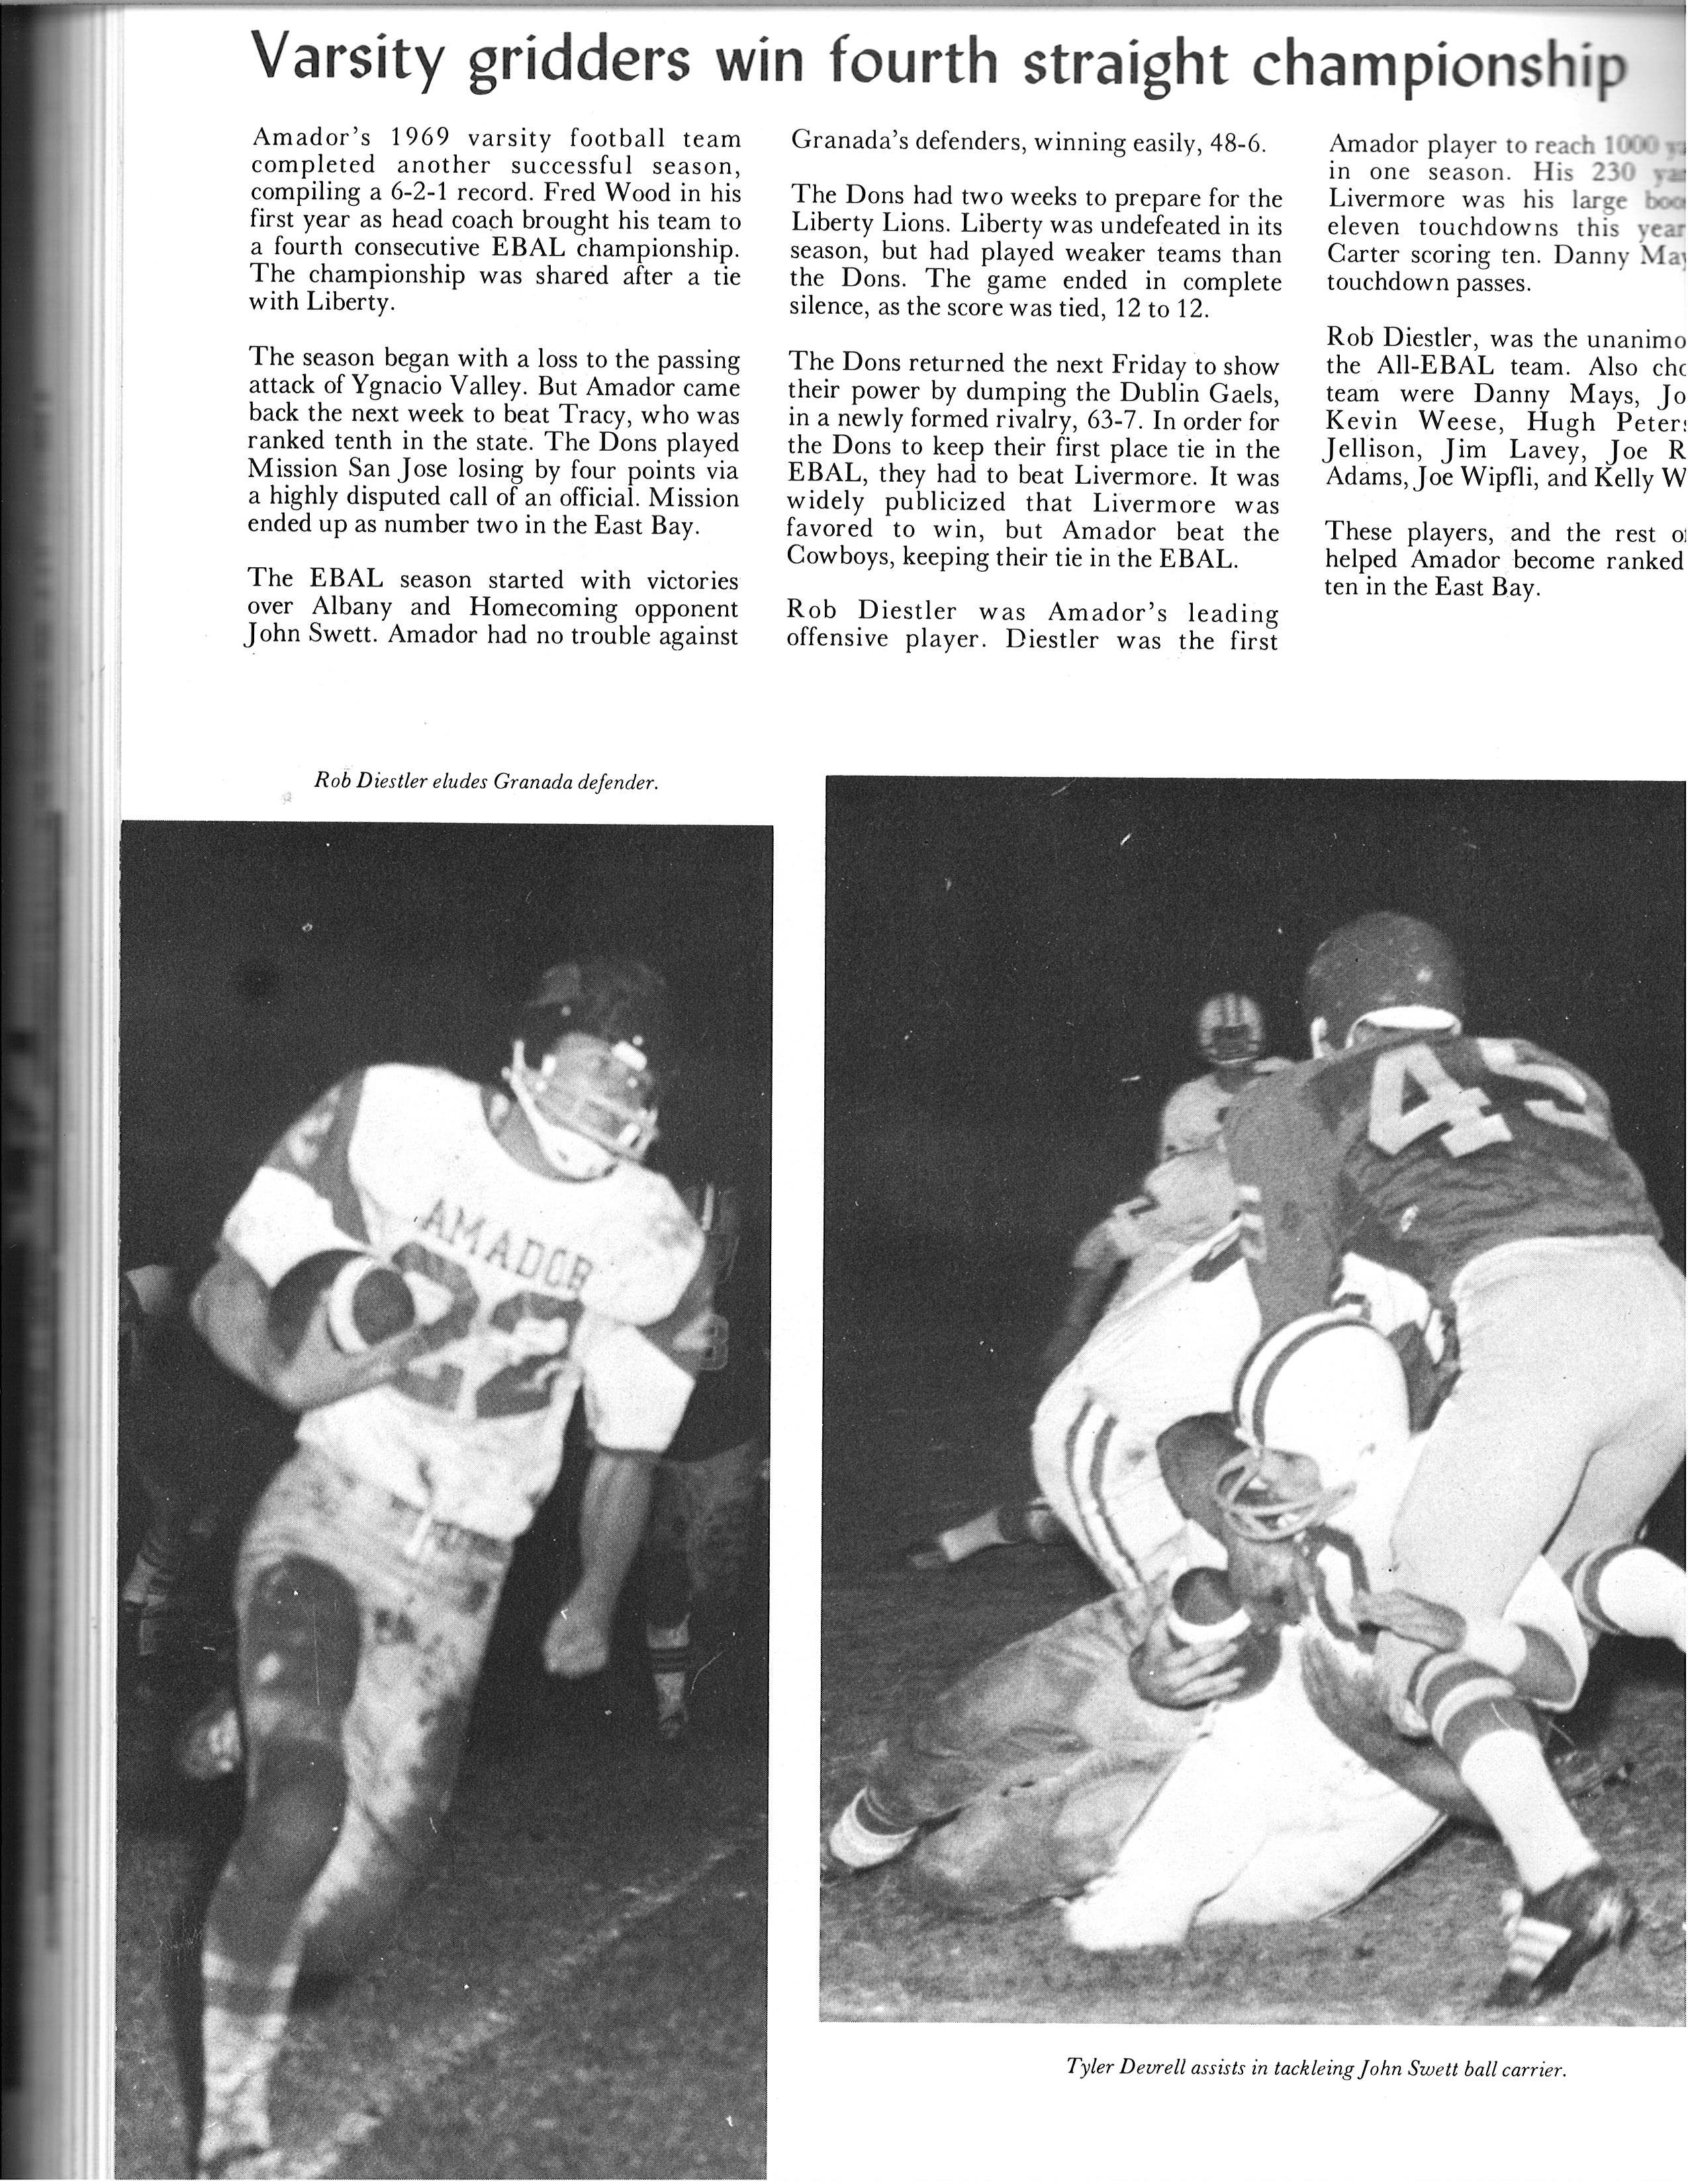 Varsity gridders win fourth straight championship
Amador's 1969 varsity football team
completed another successful season,
compiling a 6-2-1 record. Fred Wood in his
first year as head coach brought his team to
a fourth consecutive EBAL championship.
The championship was shared after a tie
with Liberty.
The season began with a loss to the passing
attack of Ygnacio Valley. But Amador came
back the next week to beat Tracy, who was
ranked tenth in the state. The Dons played
Mission San Jose losing by four points via
a highly disputed call of an official. Mission
ended up as number two in the East Bay.
The EBAL season started with victories
over Albany and Homecoming opponent
John Swett. Amador had no trouble against
Granada's defenders, winning easily, 48-6.
The Dons had two weeks to prepare for the
Liberty Lions. Liberty was undefeated in its
season, but had played weaker teams than
the Dons. The game ended in complete
silence, as the score was tied, 12 to 12.
The Dons returned the next Friday to show
their power by dumping the Dublin Gaels,
in a newly formed rivalry, 63-7. In order for
the Dons to keep their first place tie in the
EBAL, they had to beat Livermore. It was
widely publicized that Livermore was
favored to win, but Amador beat the
Cowboys, keeping their tie in the EBAL.
Rob Diestler was Amador's leading
offensive player. Diestler was the first
Amador player to reach 1000
in one season. His 230
Livermore was his large
eleven touchdowns this year
Carter scoring ten. Danny
touchdown passes.
Rob Diestler, was the
the All-EBAL team. Also
team were Danny Mays,
Kevin Weese, Hugh
Jellison, Jim Lavey, Joe
Adams, Joe Wipfli, and Kelly
These players, and the rest
helped Amador become ranked
ten in the East Bay.
Rob Diestler eludes Granada defender.
AMADOR
22
45
Tyler Devrell assists in tackleing John Swett ball carrier.